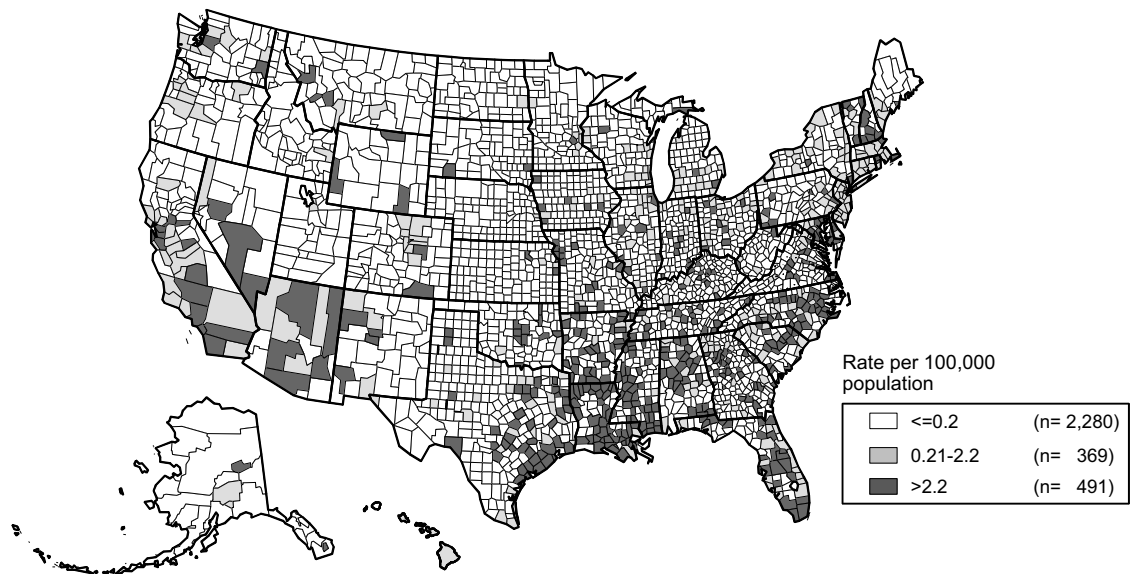 Rate per 100,000
population
<=0.2 (n= 2,280)
0.21-2.2 (n= 369)
>2.2 (n= 491)